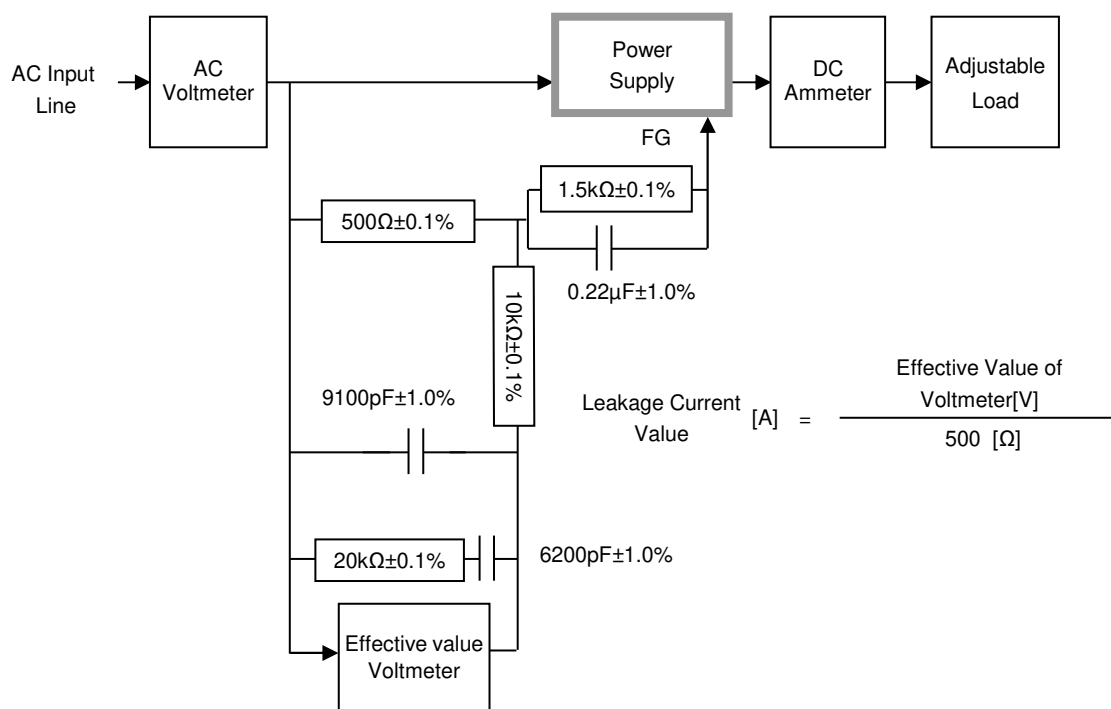 AC Input
Line
AC
Voltmeter
Power
Supply
DC
Ammeter
Adjustable
Load
FG
1.5kΩ±0.1%
500Ω±0.1%
0.22µF±1.0%
10kΩ±0.1%
9100pF±1.0%
Leakage Current
Value
[A] =
Effective Value of
Voltmeter[V]
500 [Ω]
20kΩ±0.1%
6200pF±1.0%
Effective value
Voltmeter